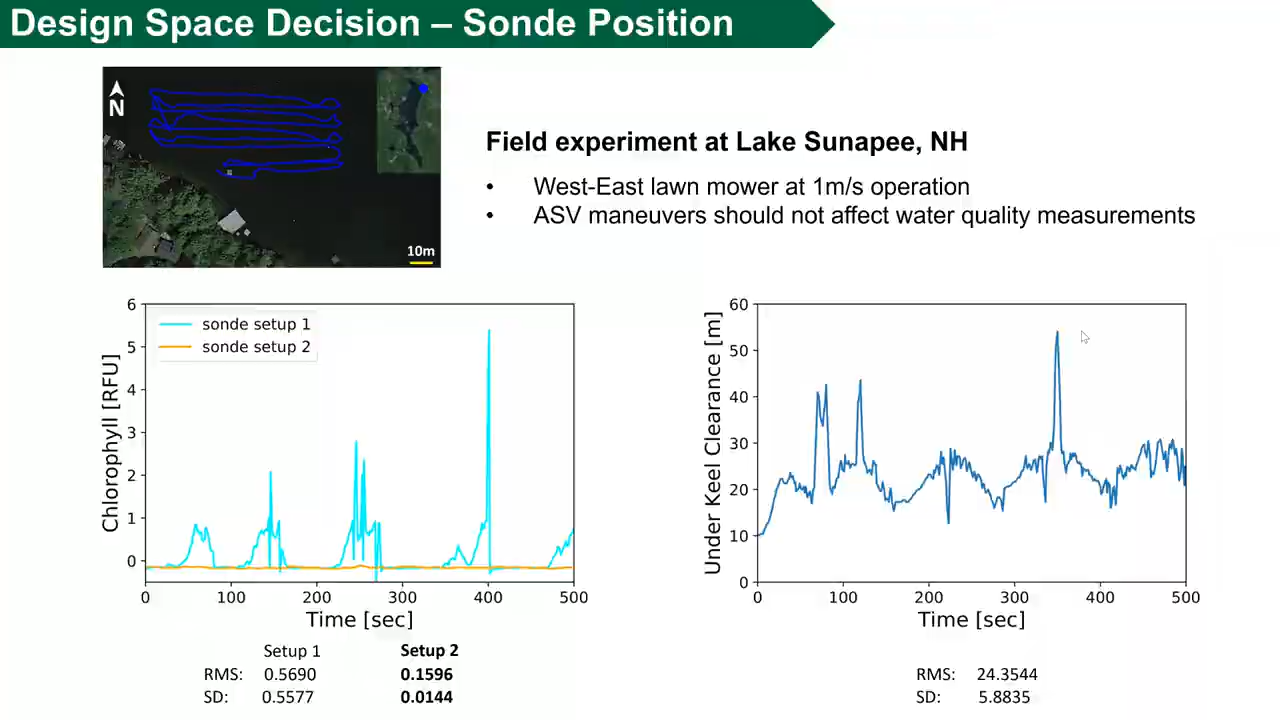 Design Space Decision – Sonde Position
N
10m
Field experiment at Lake Sunapee, NH
• West-East lawn mower at 1m/s operation
• ASV maneuvers should not affect water quality measurements
Chlorophyll [RFU]
6
5
4
3
2
1
0
sonde setup 1
sonde setup 2
0 100 200 300 400 500
Time [sec]
Setup 1 Setup 2
RMS: 0.5690 0.1596
SD: 0.5577 0.0144
Under Keel Clearance [m]
60
50
40
30
20
10
0
0 100 200 300 400 500
Time [sec]
RMS: 24.3544
SD: 5.8835